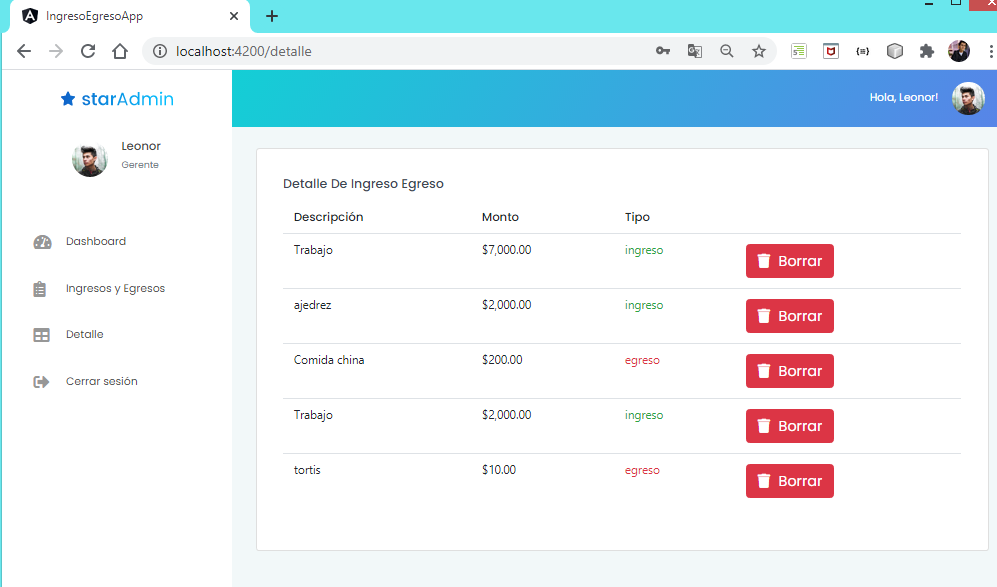 IngresoEgresoApp
localhost:4200/detalle
starAdmin
Hola, Leonor!
Leonor
Gerente
Dashboard
Ingresos y Egresos
Detalle
Cerrar sesión
Detalle De Ingreso Egreso
Descripción Monto Tipo
Trabajo $7,000.00 ingreso Borrar
ajedrez $2,000.00 ingreso Borrar
Comida china $200.00 egreso Borrar
Trabajo $2,000.00 ingreso Borrar
tortis $10.00 egreso Borrar